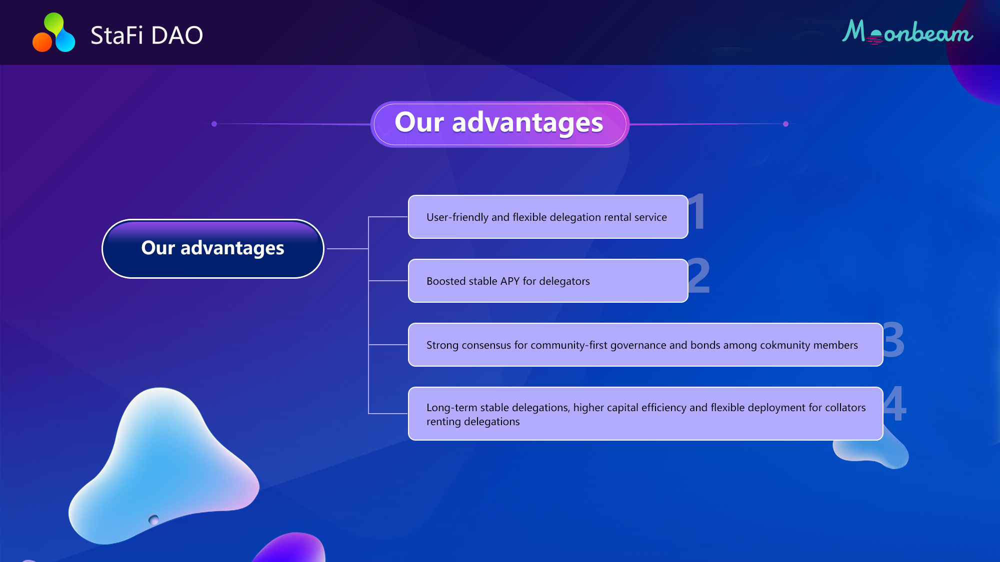 StaFi DAO
Moonbeam
Our advantages
Our advantages
User-friendly and flexible delegation rental service
1
Boosted stable APY for delegators
2
Strong consensus for community-first governance and bonds among cokmunity members
3
Long-term stable delegations, higher capital efficiency and flexible deployment for collators
renting delegations
4